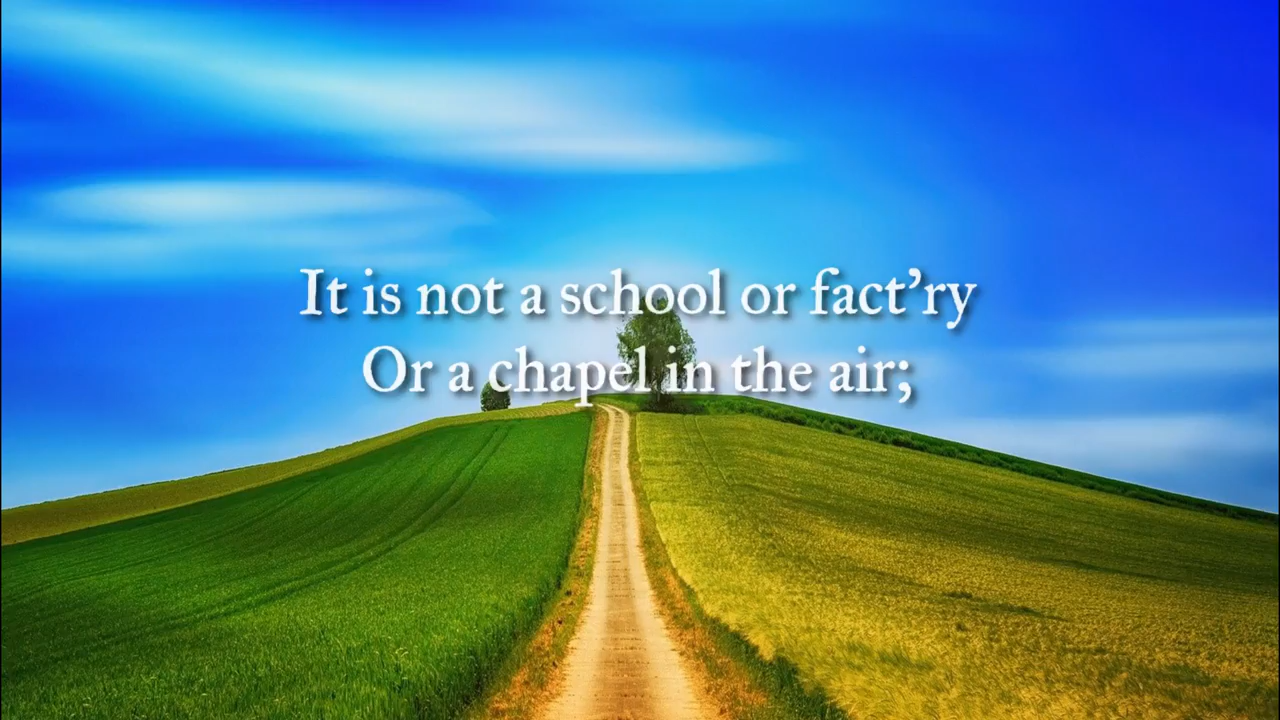 It is not a school or fact’ry
Or a chapel in the air;